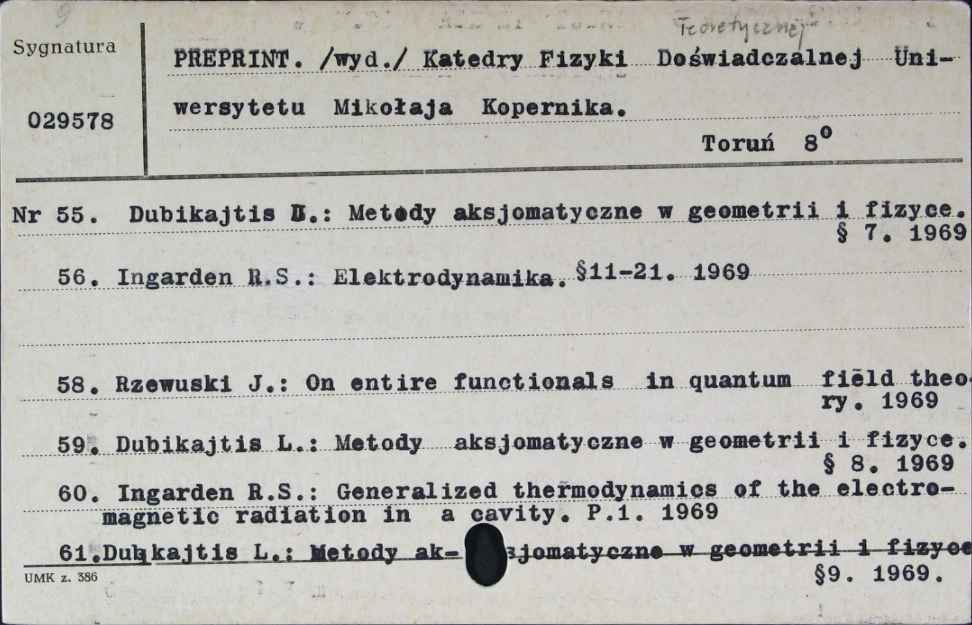 Teoretycznej
Sygnatura
PREPRINT. /wyd./ Katedry Fizyki Doświadczalnej Uni-
029578
wersytetu Mikołaja Kopernika.
Toruń 8º
Nr 55. Dubikajtis L.: Metody aksjomatyczne w geometrii i fizyce.
§ 7. 1969
56. Ingarden R.S.: Elektrodynamika. §11-21. 1969
58. Rzewuski J.: On entire functionals in quantum field theo-
ry. 1969
59. Dubikajtis L.: Metody aksjomatyczne w geometrii i fizyce.
§ 8. 1969
60. Ingarden R.S.: Generalized thermodynamics of the electro-
magnetic radiation in a cavity. P.1. 1969
61. Dubikajtis L.: Metody ak- sjomatyczne w geometrii i fizyce
§9. 1969.
UMK z. 386